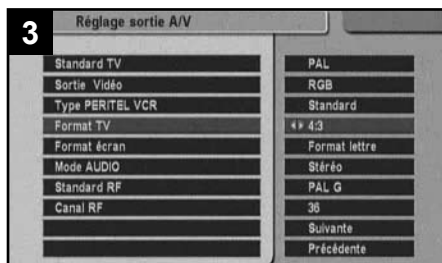 3
Réglage sortie A/V
Standard TV PAL
Sortie Vidéo RGB
Type PERITEL VCR Standard
Format TV 4:3
Format écran Format lettre
Mode AUDIO Stéréo
Standard RF PAL G
Canal RF 36
Suivante
Précédente